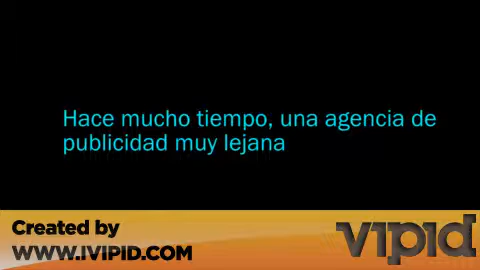 Hace mucho tiempo, una agencia de
publicidad muy lejana
Created by
WWW.IVIPID.COM
vipid